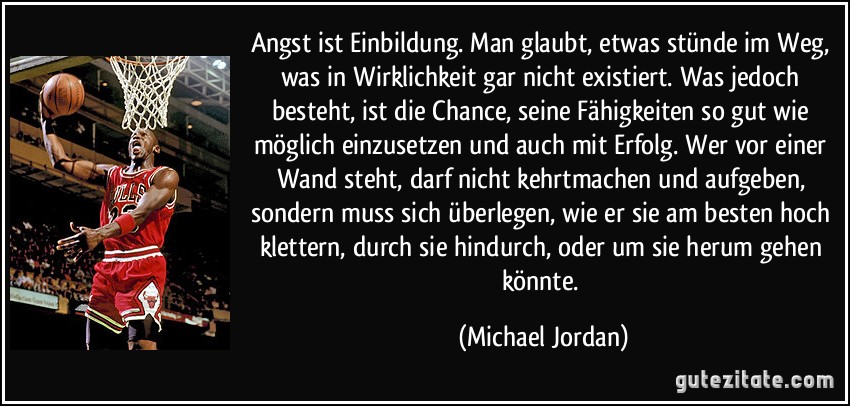 Angst ist Einbildung. Man glaubt, etwas stünde im Weg,
was in Wirklichkeit gar nicht existiert. Was jedoch
besteht, ist die Chance, seine Fähigkeiten so gut wie
möglich einzusetzen und auch mit Erfolg. Wer vor einer
Wand steht, darf nicht kehrtmachen und aufgeben,
sondern muss sich überlegen, wie er sie am besten hoch
klettern, durch sie hindurch, oder um sie herum gehen
könnte.
(Michael Jordan)
gutezitate.com